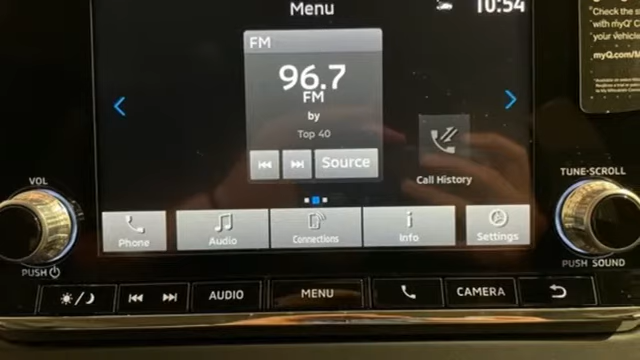 Menu
10:54
FM
96.7
FM
by
Top 40
Source
Call History
Phone
Audio
Connections
Info
Settings
VOL
PUSH
TUNE-SCROLL
PUSH SOUND
AUDIO
MENU
CAMERA
Check the
with myQ
your vehicle
myQ.com/M